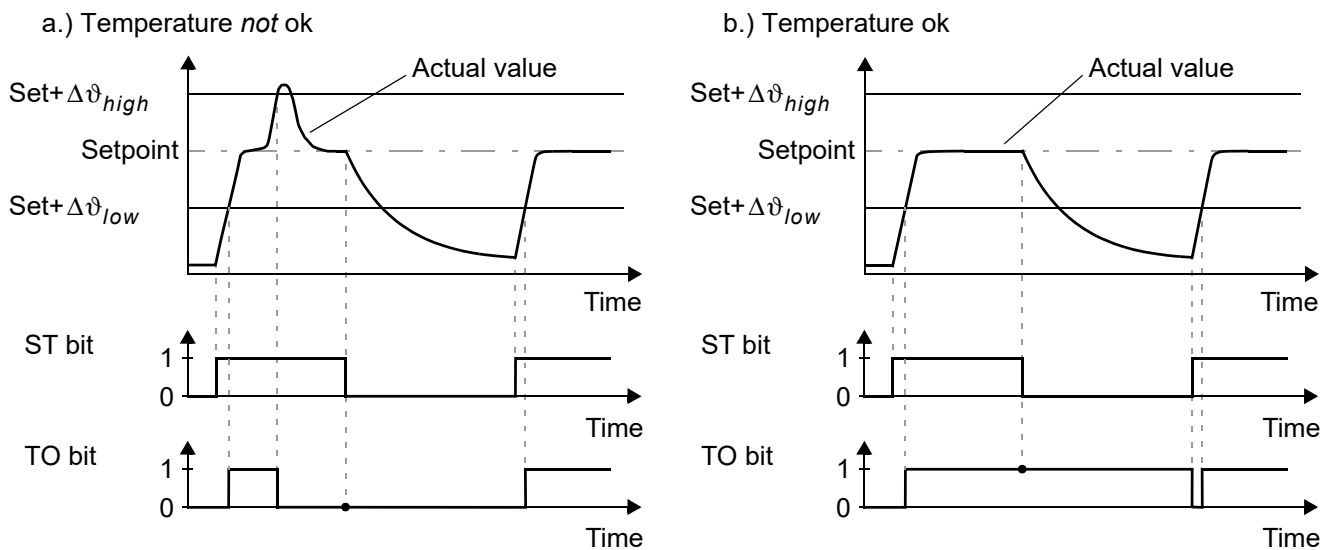 a.) Temperature not ok
Actual value
Set+Δϑhigh
Setpoint
Set+Δϑlow
Time
ST bit
1
0
Time
TO bit
1
0
Time
b.) Temperature ok
Actual value
Set+Δϑhigh
Setpoint
Set+Δϑlow
Time
ST bit
1
0
Time
TO bit
1
0
Time